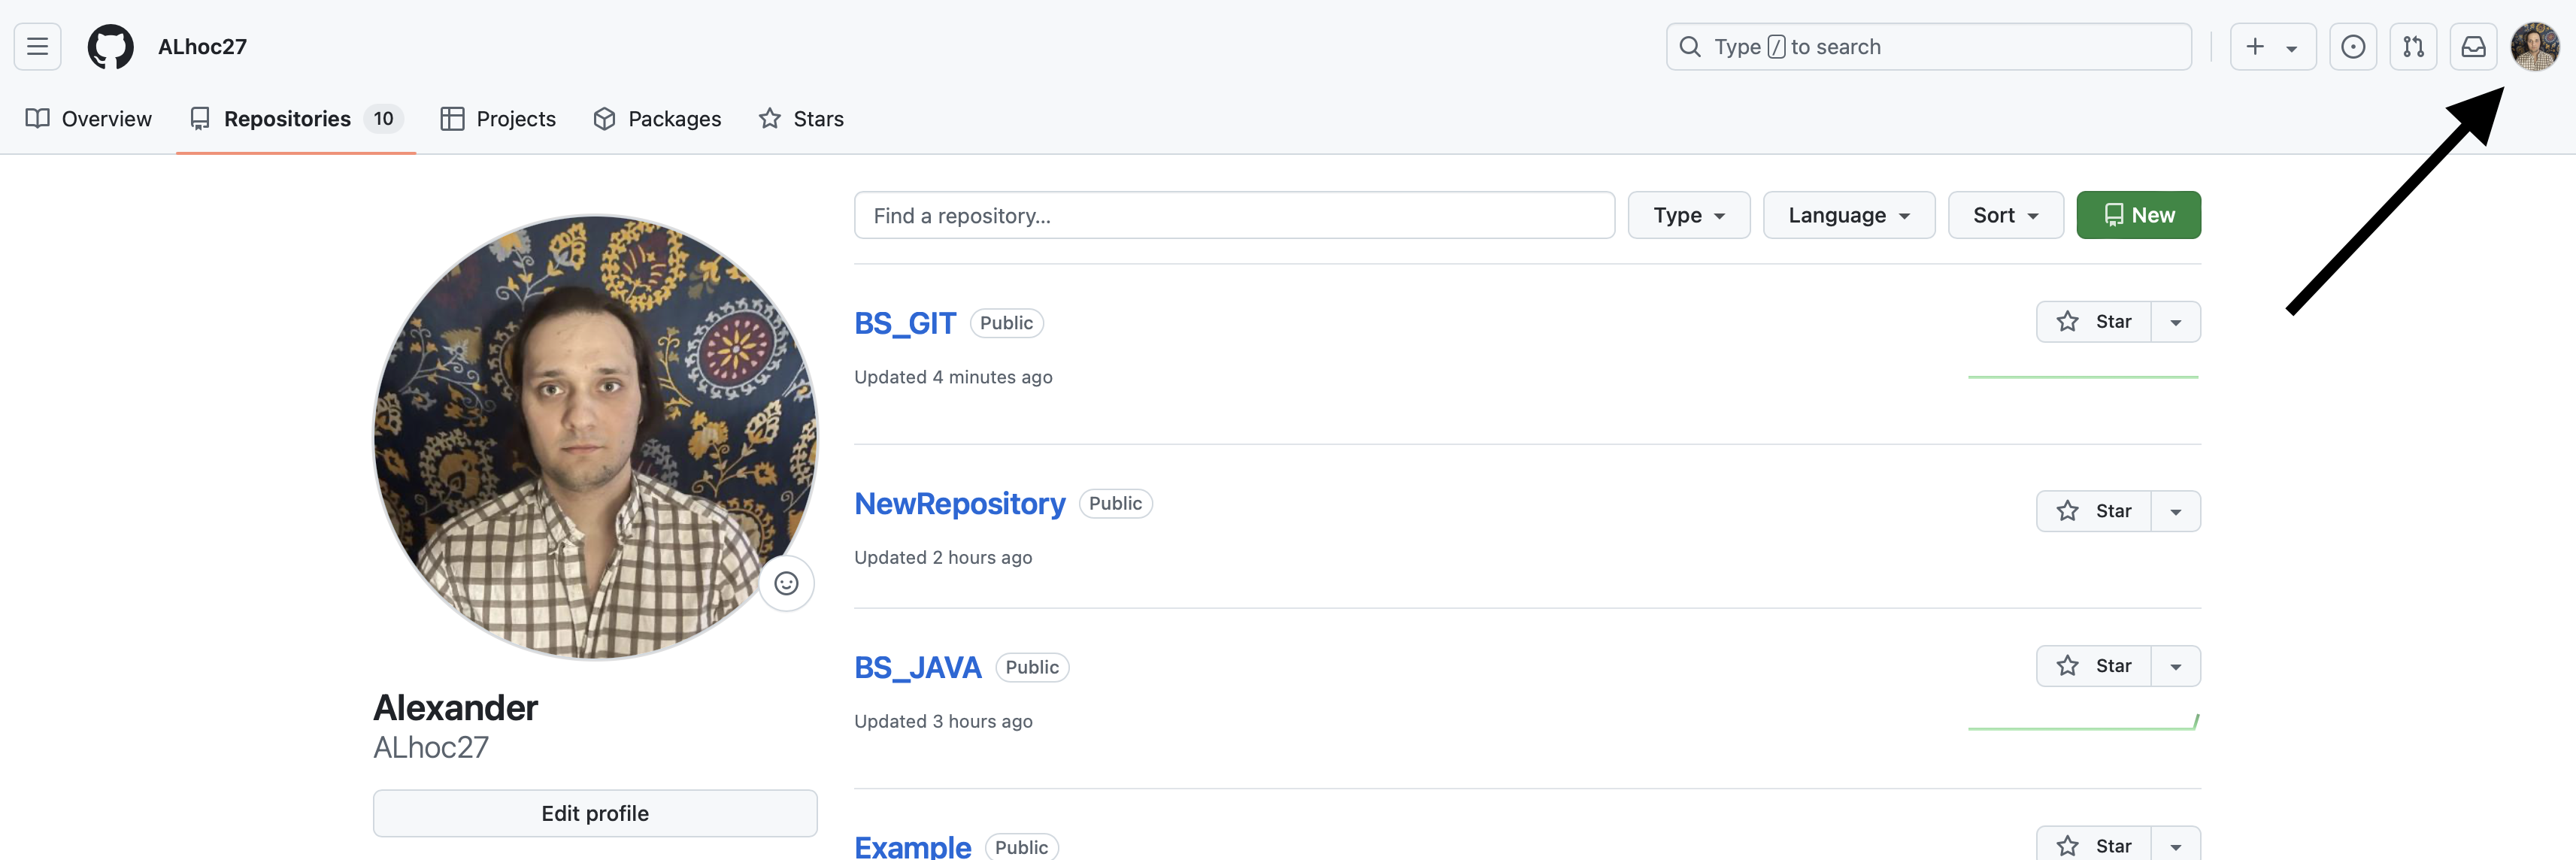 ALhoc27
Type / to search
Overview Repositories 10 Projects Packages Stars
Find a repository... Type Language Sort New
BS_GIT Public Star
Updated 4 minutes ago
NewRepository Public Star
Updated 2 hours ago
BS_JAVA Public Star
Updated 3 hours ago
Example Public Star
Alexander
ALhoc27
Edit profile